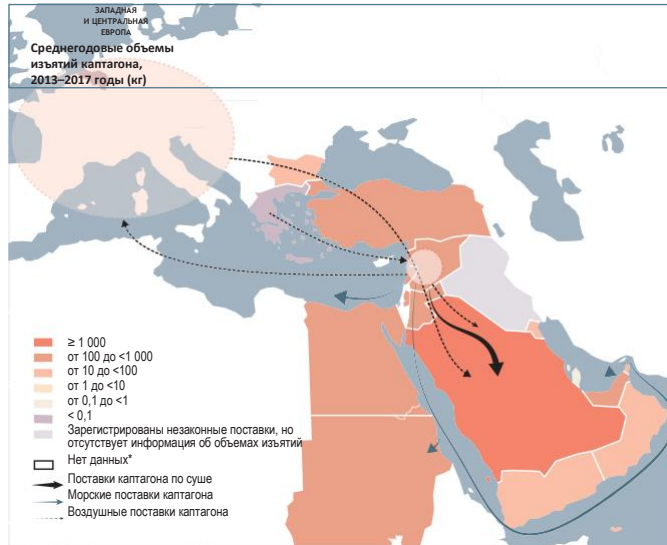 ЗАПАДНАЯ
И ЦЕНТРАЛЬНАЯ
ЕВРОПА
Среднегодовые объемы
изъятий каптагона,
2013–2017 годы (кг)
≥ 1 000
от 100 до <1 000
от 10 до <100
от 1 до <10
от 0,1 до <1
< 0,1
Зарегистрированы незаконные поставки, но
отсутствует информация об объемах изъятий
Нет данных*
Поставки каптагона по суше
Морские поставки каптагона
Воздушные поставки каптагона